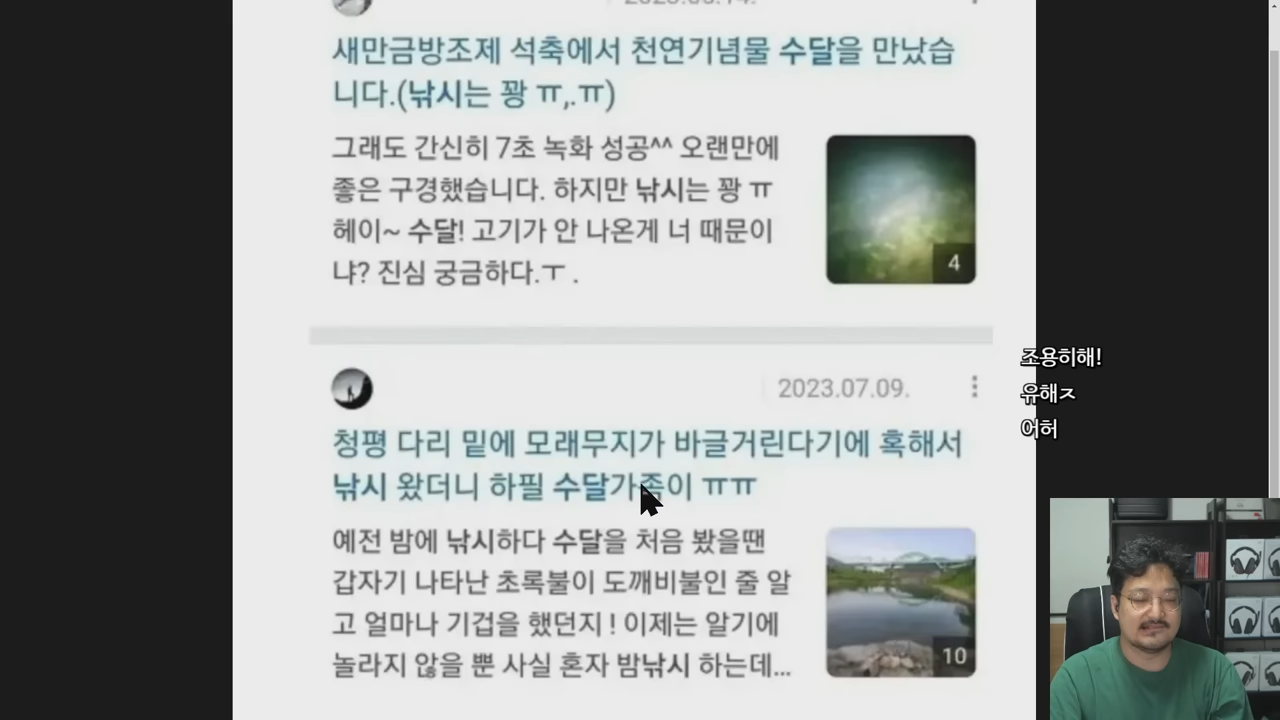 새만금방조제 석축에서 천연기념물 수달을 만났습
니다.(낚시는 꽝 ㅠ,.ㅠ)
그래도 간신히 7초 녹화 성공^^ 오랜만에
좋은 구경했습니다. 하지만 낚시는 꽝 ㅠ
헤이~ 수달! 고기가 안 나온게 너 때문이
냐? 진심 궁금하다.ㅜ .
4
2023.07.09.
청평 다리 밑에 모래무지가 바글거린다기에 혹해서
낚시 왔더니 하필 수달가족이 ㅠㅠ
예전 밤에 낚시하다 수달을 처음 봤을땐
갑자기 나타난 초록불이 도깨비불인 줄 알
고 얼마나 기겁을 했던지 ! 이제는 알기에
놀라지 않을 뿐 사실 혼자 밤낚시 하는데...
10
조용히해!
유해ㅈ
어허